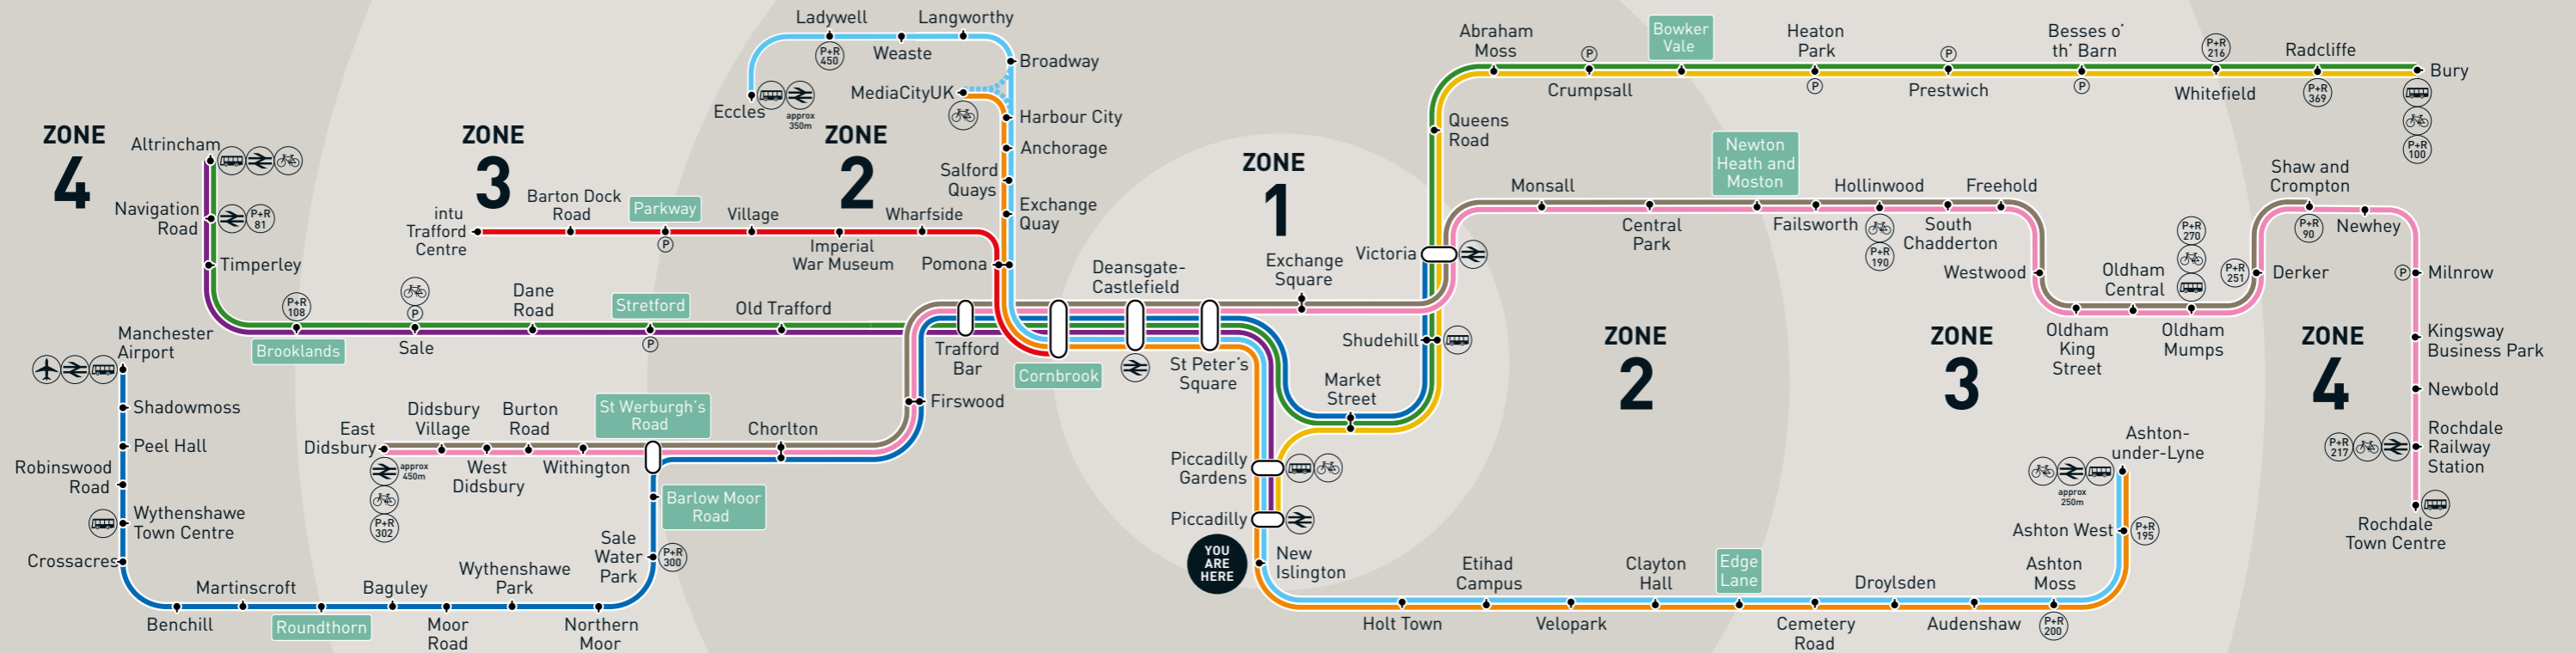 ZONE
4
Altrincham
Navigation
Road
P+R
81
Timperley
P+R
108
Brooklands
Sale
P
Dane
Road
Stretford
P
Old Trafford
Manchester
Airport
Shadowmoss
Peel Hall
Robinswood
Road
Wythenshawe
Town Centre
Crossacres
Benchill
Martinscroft
Roundthorn
Baguley
Moor
Road
Wythenshawe
Park
Northern
Moor
Sale
Water
Park
P+R
300
Barlow Moor
Road
St Werburgh's
Road
East
Didsbury
approx
450m
P+R
302
Didsbury
Village
West
Didsbury
Burton
Road
Withington
Chorlton
Firswood
Trafford
Bar
ZONE
3
intu
Trafford
Centre
Barton Dock
Road
Parkway
P
Village
Imperial
War Museum
Wharfside
Pomona
ZONE
2
Eccles
approx
350m
Ladywell
P+R
450
Weaste
Langworthy
Broadway
MediaCityUK
Harbour City
Anchorage
Salford
Quays
Exchange
Quay
Cornbrook
Deansgate-
Castlefield
St Peter's
Square
ZONE
1
Exchange
Square
Victoria
Shudehill
Market
Street
Piccadilly
Gardens
Piccadilly
YOU
ARE
HERE
New
Islington
Holt Town
Etihad
Campus
Velopark
Clayton
Hall
Edge
Lane
Cemetery
Road
Droylsden
Audenshaw
Ashton
Moss
P+R
200
Ashton West
P+R
195
Ashton-
under-Lyne
approx
250m
Queens
Road
Abraham
Moss
P
Crumpsall
Bowker
Vale
Heaton
Park
P
P
Prestwich
Besses o'
th' Barn
P
P+R
216
Whitefield
Radcliffe
P+R
369
Bury
P+R
100
Monsall
Central
Park
Newton
Heath and
Moston
Failsworth
Hollinwood
P+R
190
South
Chadderton
Freehold
Westwood
Oldham
King
Street
Oldham
Central
P+R
270
Oldham
Mumps
P+R
251
Derker
Shaw and
Crompton
P+R
90
Newhey
P
Milnrow
Kingsway
Business Park
Newbold
Rochdale
Railway
Station
P+R
217
Rochdale
Town Centre
ZONE
2
ZONE
3
ZONE
4